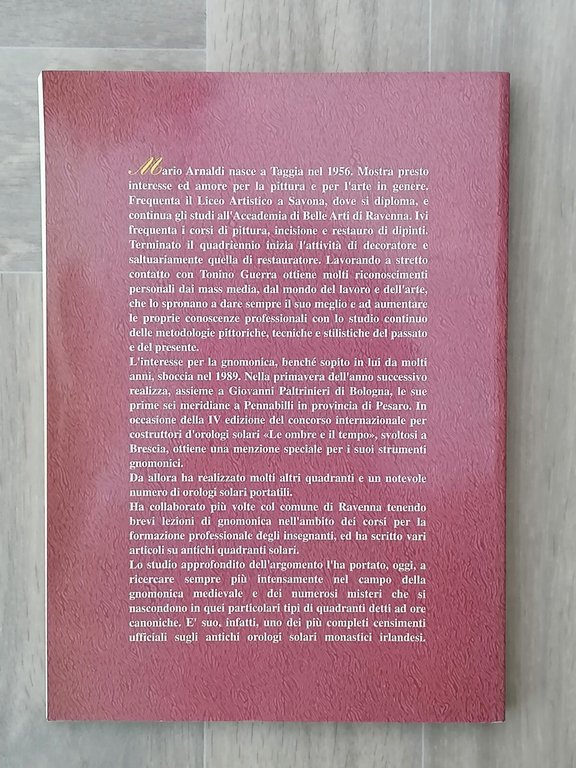 Mario Arnaldi nasce a Taggia nel 1956. Mostra presto
interesse ed amore per la pittura e per l'arte in genere.
Frequenta il Liceo Artistico a Savona, dove si diploma, e
continua gli studi all'Accademia di Belle Arti di Ravenna. Ivi
frequenta i corsi di pittura, incisione e restauro di dipinti.
Terminato il quadriennio inizia l'attività di decoratore e
saltuariamente quella di restauratore. Lavorando a stretto
contatto con Tonino Guerra ottiene molti riconoscimenti
personali dai mass media, dal mondo del lavoro e dell'arte,
che lo spronano a dare sempre il suo meglio e ad aumentare
le proprie conoscenze professionali con lo studio continuo
delle metodologie pittoriche, tecniche e stilistiche del passato
e del presente.
L'interesse per la gnomonica, benché sopito in lui da molti
anni, sboccia nel 1989. Nella primavera dell'anno successivo
realizza, assieme a Giovanni Paltrinieri di Bologna, le sue
prime sei meridiane a Pennabilli in provincia di Pesaro. In
occasione della IV edizione del concorso internazionale per
costruttori d'orologi solari «Le ombre e il tempo», svoltosi a
Brescia, ottiene una menzione speciale per i suoi strumenti
gnomonici.
Da allora ha realizzato molti altri quadranti e un notevole
numero di orologi solari portatili.
Ha collaborato più volte col comune di Ravenna tenendo
brevi lezioni di gnomonica nell'ambito dei corsi per la
formazione professionale degli insegnanti, ed ha scritto vari
articoli su antichi quadranti solari.
Lo studio approfondito dell'argomento l'ha portato, oggi, a
ricercare sempre più intensamente nel campo della
gnomonica medievale e dei numerosi misteri che si
nascondono in quei particolari tipi di quadranti detti ad ore
canoniche. E' suo, infatti, uno dei più completi censimenti
ufficiali sugli antichi orologi solari monastici irlandesi.